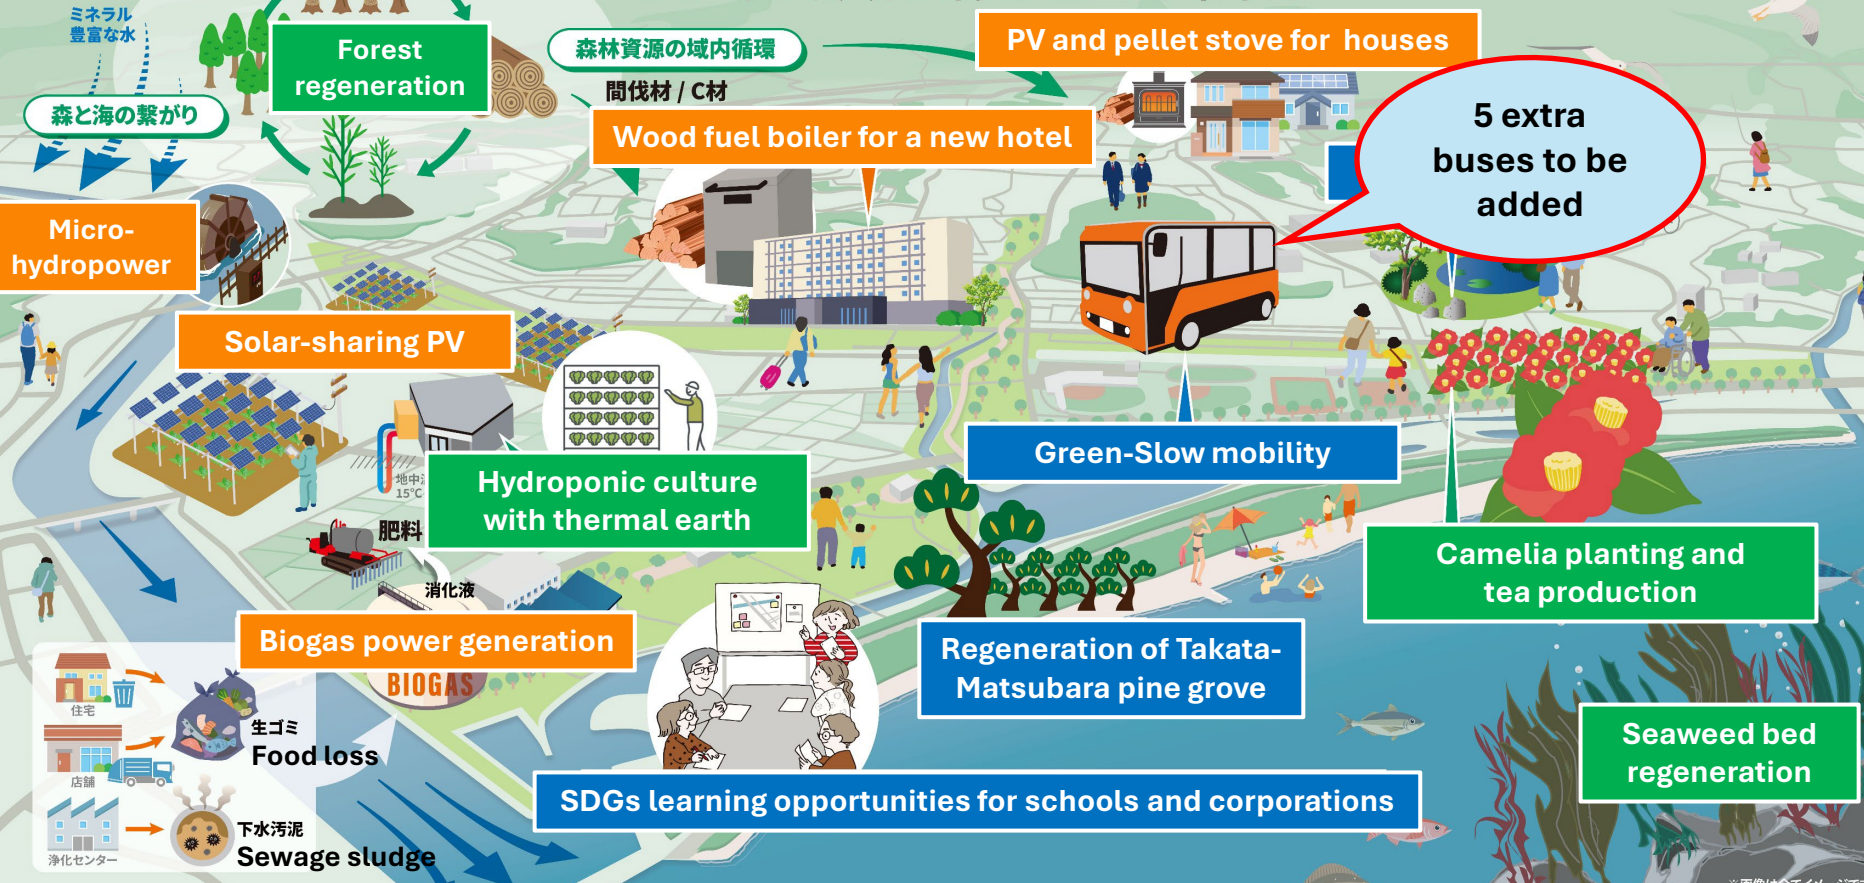 ミネラル
豊富な水
Forest
regeneration
森林資源の域内循環
PV and pellet stove for houses
間伐材 / C材
森と海の繋がり
Wood fuel boiler for a new hotel
5 extra
buses to be
added
Micro-
hydropower
Solar-sharing PV
Green-Slow mobility
地中
15℃
Hydroponic culture
with thermal earth
肥料
消化液
Camelia planting and
tea production
Biogas power generation
BIOGAS
Regeneration of Takata-
Matsubara pine grove
住宅
生ゴミ
Food loss
店舗
Seaweed bed
regeneration
SDGs learning opportunities for schools and corporations
下水汚泥
Sewage sludge
浄化センター